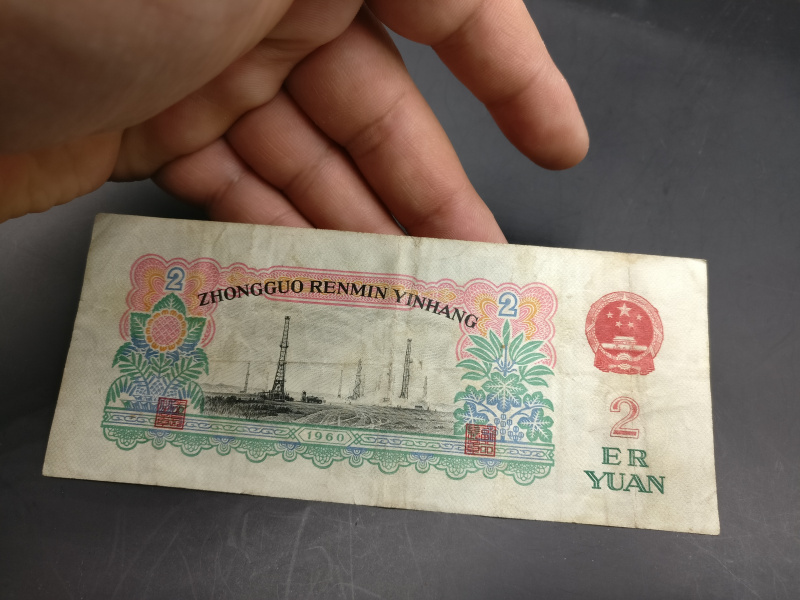 2
2
ZHONGGUO RENMIN YINHANG
1960
2
ER
YUAN